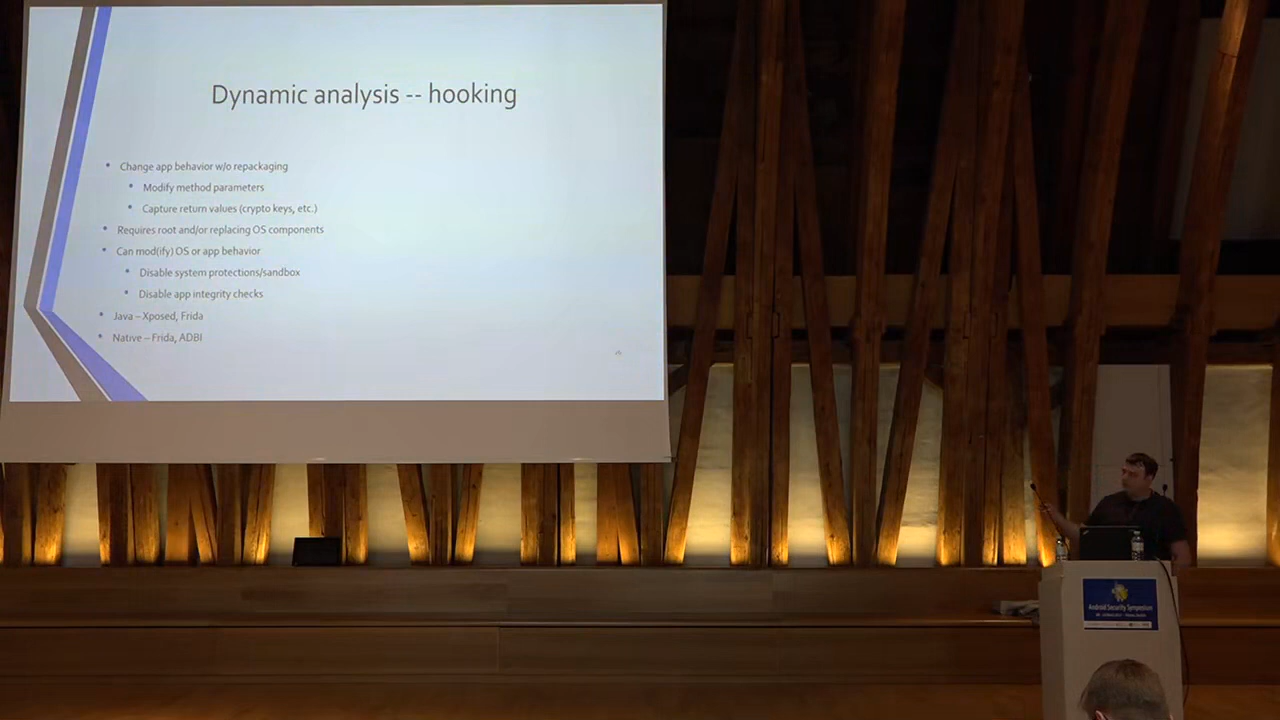 Dynamic analysis -- hooking
• Change app behavior w/o repackaging
• Modify method parameters
• Capture return values (crypto keys, etc.)
• Requires root and/or replacing OS components
• Can mod(ify) OS or app behavior
• Disable system protections/sandbox
• Disable app integrity checks
• Java – Xposed, Frida
• Native – Frida, ADBI
Android Security Symposium